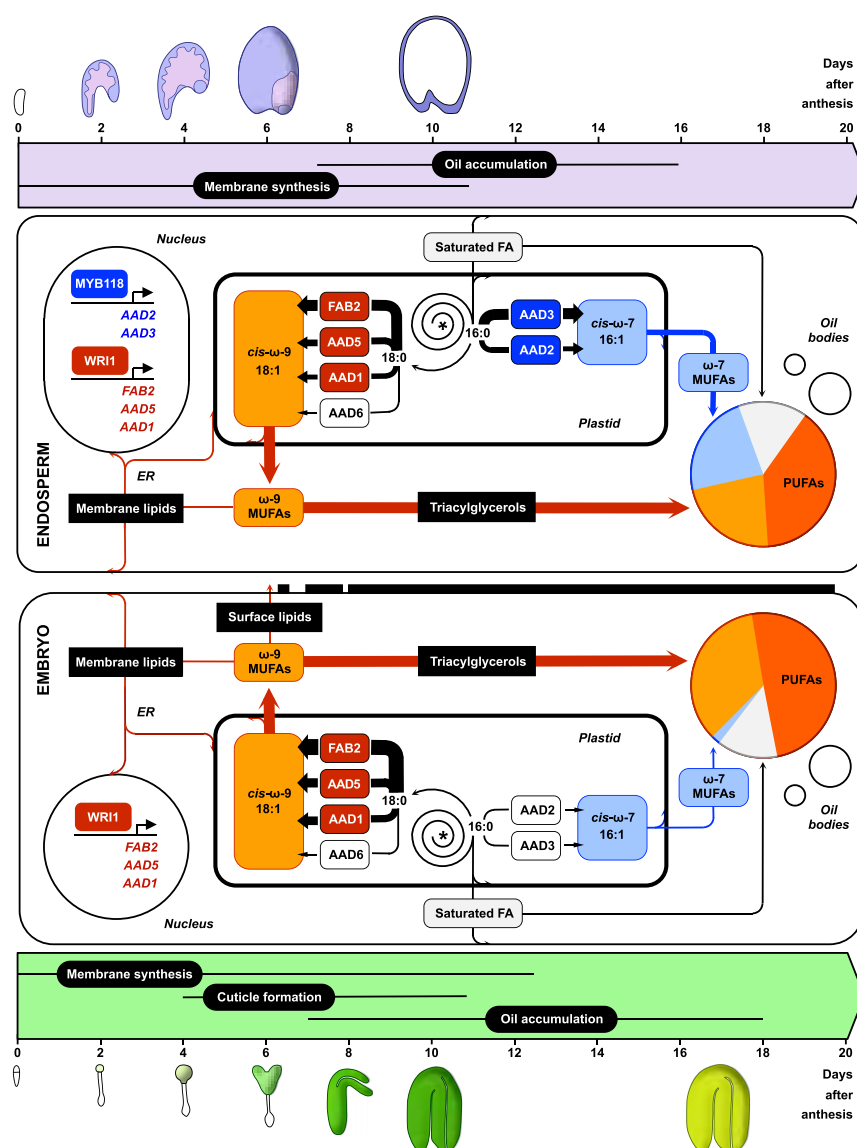 Days
after
anthesis
0 2 4 6 8 10 12 14 16 18 20
Oil accumulation
Membrane synthesis
ENDOSPERM
Nucleus
MYB118
AAD2
AAD3
WRI1
FAB2
AAD5
AAD1
ER
Saturated FA
cis-ω-9
18:1
FAB2
AAD5
AAD1
AAD6
18:0
*
16:0
AAD3
AAD2
cis-ω-7
16:1
Plastid
ω-7
MUFAs
Oil
bodies
PUFAs
Membrane lipids
ω-9
MUFAs
Triacylglycerols
EMBRYO
Surface lipids
Membrane lipids
ω-9
MUFAs
Triacylglycerols
PUFAs
ER
Plastid
cis-ω-9
18:1
FAB2
AAD5
AAD1
AAD6
18:0
*
16:0
AAD2
AAD3
cis-ω-7
16:1
ω-7
MUFAs
Oil
bodies
WRI1
FAB2
AAD5
AAD1
Nucleus
Saturated FA
Membrane synthesis
Cuticle formation
Oil accumulation
0 2 4 6 8 10 12 14 16 18 20
Days
after
anthesis